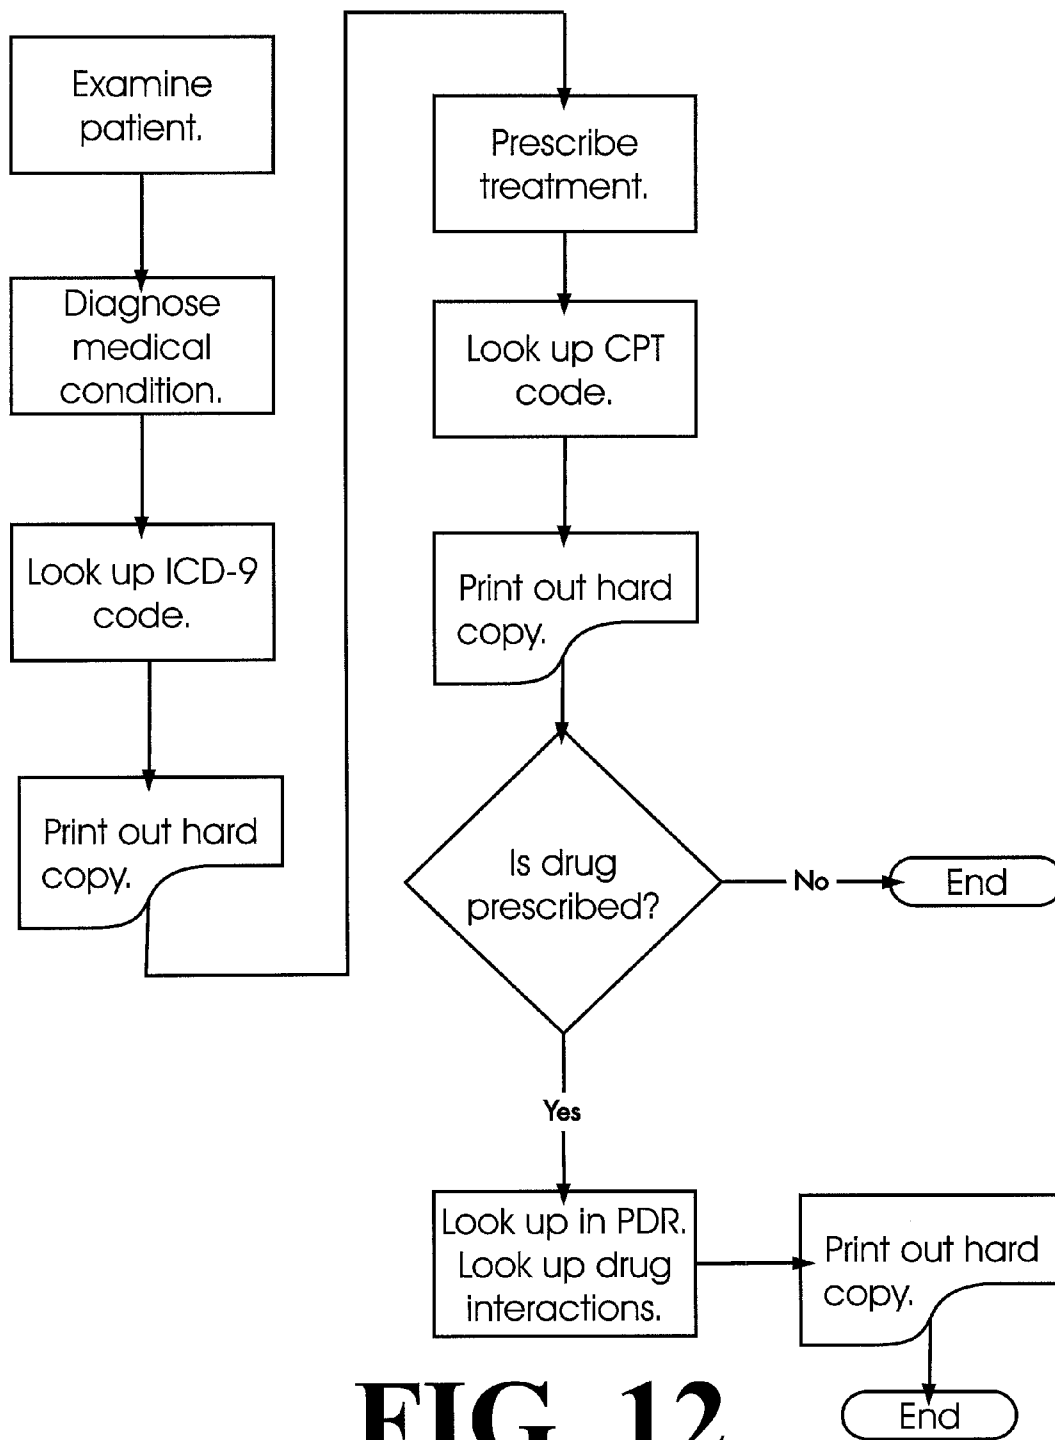 Examine
patient.
Diagnose
medical
condition.
Look up ICD-9
code.
Print out hard
copy.
Prescribe
treatment.
Look up CPT
code.
Print out hard
copy.
Is drug
prescribed?
No
End
Yes
Look up in PDR.
Look up drug
interactions.
Print out hard
copy.
End
FIG. 12